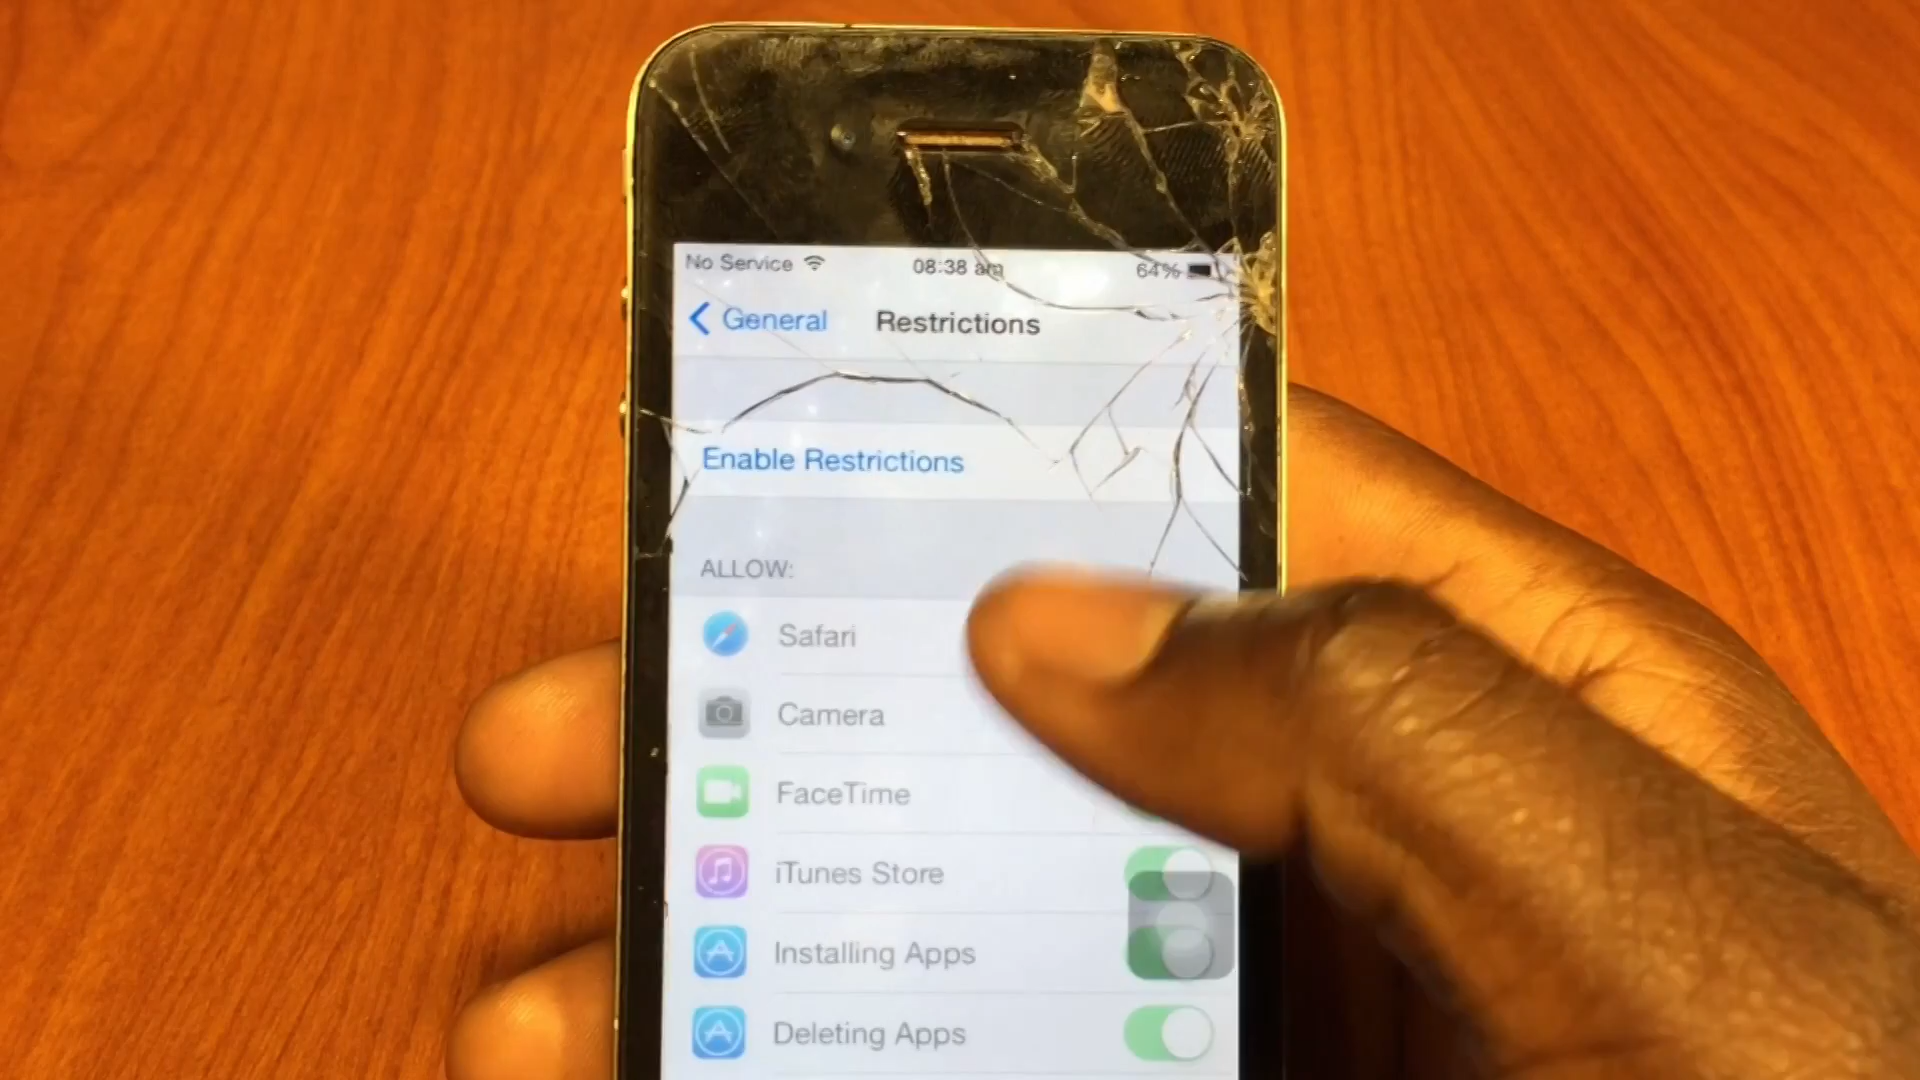 No Service 08:38 am 64%
General Restrictions
Enable Restrictions
ALLOW:
Safari
Camera
FaceTime
iTunes Store
Installing Apps
Deleting Apps